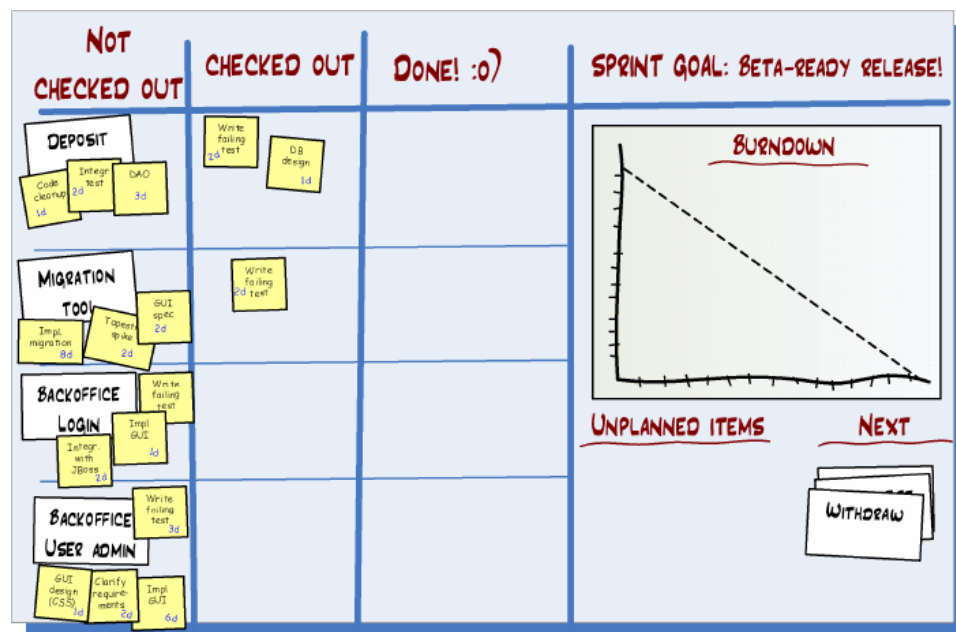 Not
checked out
checked out
Done! :o)
Sprint goal: Beta-ready release!
Deposit
Code
cleanup
1d
Integr
test
2d
DAO
3d
Write
failing
test
2d
DB
design
1d
Burndown
Migration
Tool
Impl.
migration
8d
Tapestr
spike
2d
GUI
spec
2d
Write
failing
test
2d
Backoffice
Login
Write
failing
test
Impl
GUI
Integr.
with
JBoss
2d
Backoffice
User admin
Write
failing
test
3d
GUI
design
(CSS)
1d
Clarify
require-
ments
2d
Impl
GUI
6d
Unplanned items
Next
Withdraw